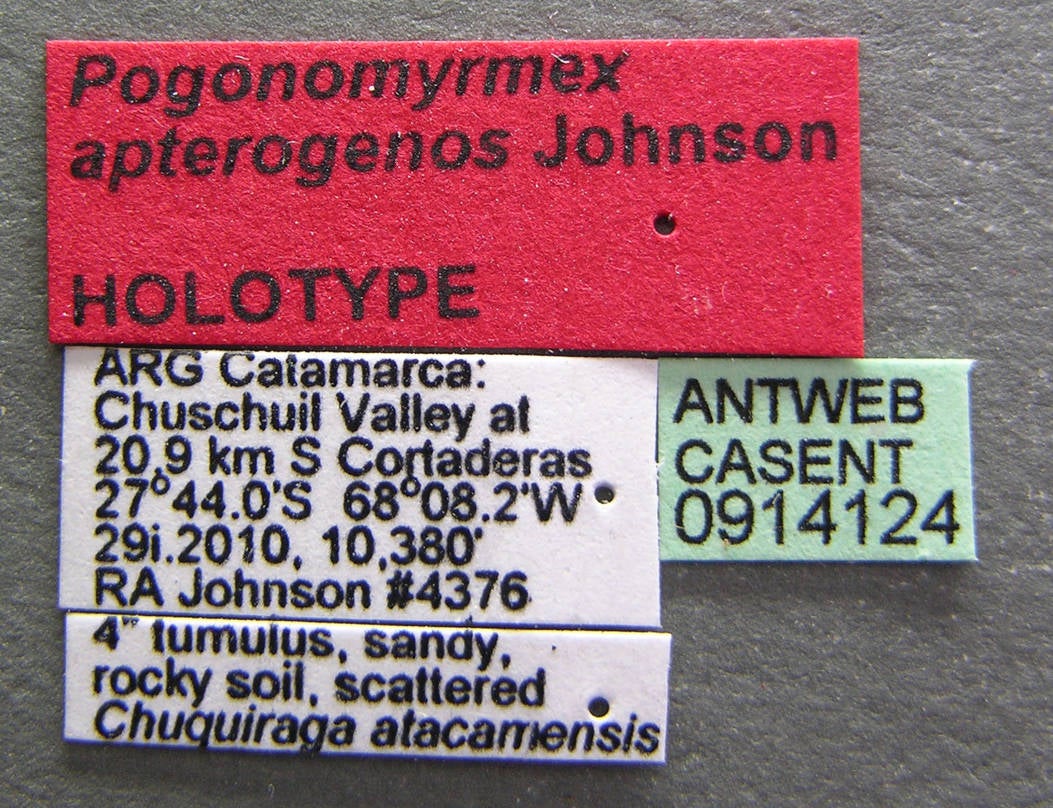 Pogonomyrmex
apterogenos Johnson
HOLOTYPE
ARG Catamarca:
Chuschuil Valley at
20.9 km S Cortaderas
27°44.0'S 68°08.2'W
29i.2010, 10,380'
RA Johnson #4376
4" tumulus, sandy,
rocky soil, scattered
Chuquiraga atacamensis
ANTWEB
CASENT
0914124